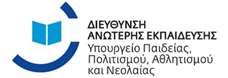 ΔΙΕΥΘΥΝΣΗ
ΑΝΩΤΕΡΗΣ ΕΚΠΑΙΔΕΥΣΗΣ
Υπουργείο Παιδείας,
Πολιτισμού, Αθλητισμού
και Νεολαίας